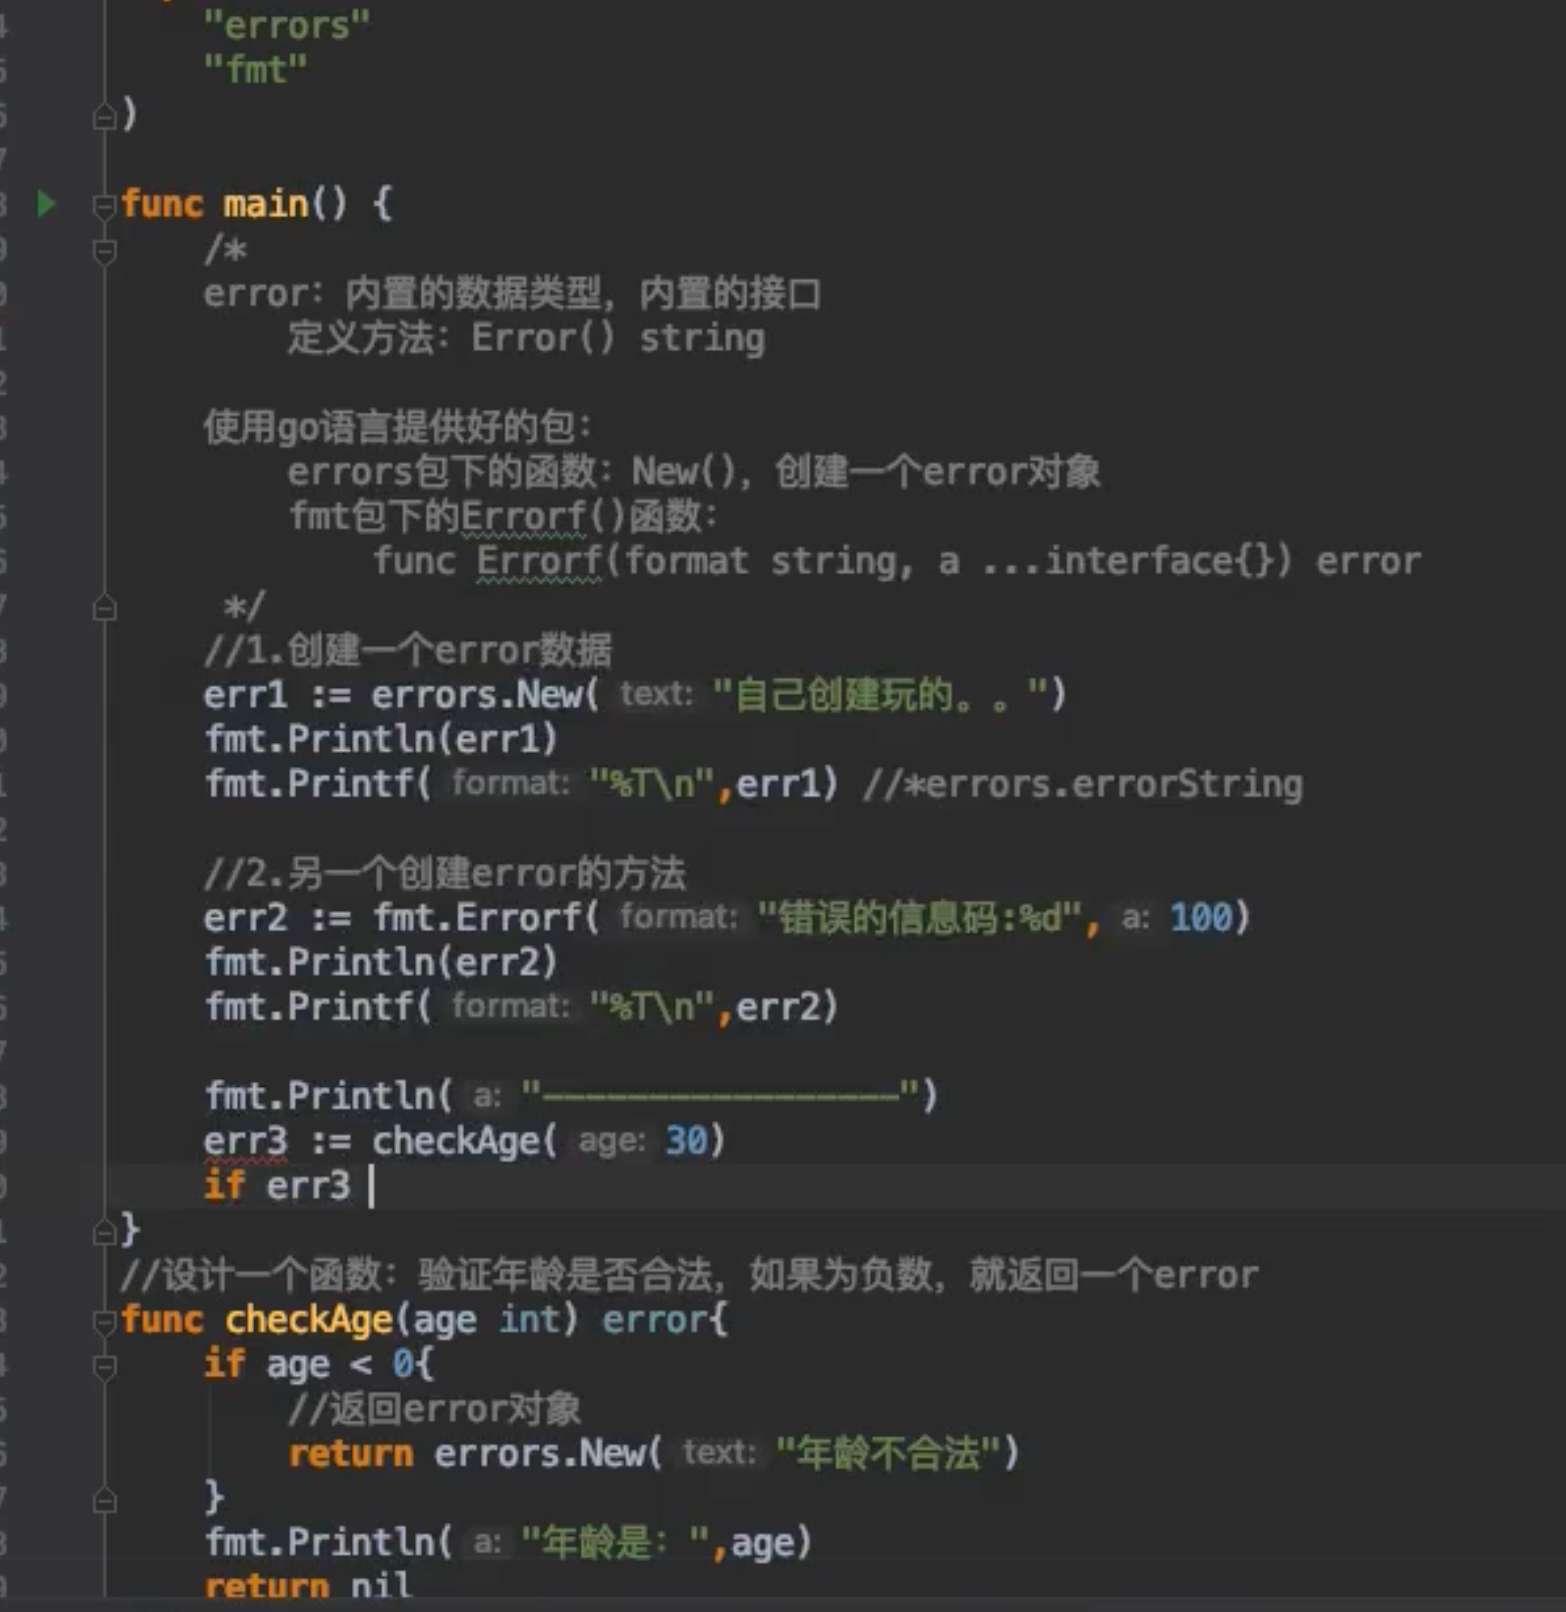 "errors"
"fmt"
)
func main() {
/*
error：内置的数据类型，内置的接口
定义方法：Error() string
使用go语言提供好的包：
errors包下的函数：New()，创建一个error对象
fmt包下的Errorf()函数：
func Errorf(format string, a ...interface{}) error
*/
//1.创建一个error数据
err1 := errors.New( text: "自己创建玩的。。")
fmt.Println(err1)
fmt.Printf( format: "%T\n",err1) //*errors.errorString
//2.另一个创建error的方法
err2 := fmt.Errorf( format: "错误的信息码:%d", a: 100)
fmt.Println(err2)
fmt.Printf( format: "%T\n",err2)
fmt.Println( a: "-----------------")
err3 := checkAge( age: 30)
if err3
}
//设计一个函数：验证年龄是否合法，如果为负数，就返回一个error
func checkAge(age int) error{
if age < 0{
//返回error对象
return errors.New( text: "年龄不合法")
}
fmt.Println( a: "年龄是：",age)
return nil